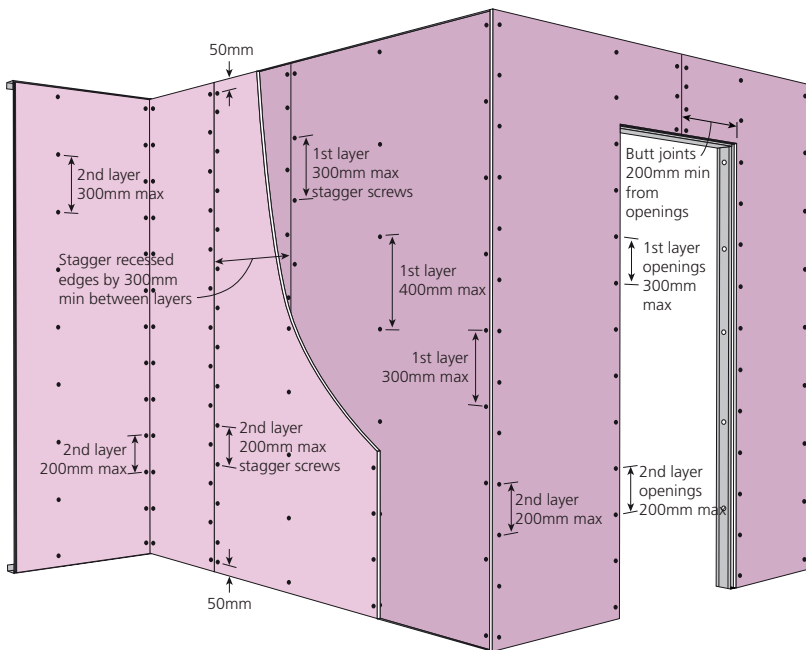 50mm
2nd layer
300mm max
1st layer
300mm max
stagger screws
Butt joints
200mm min
from
openings
Stagger recessed
edges by 300mm
min between layers
1st layer
400mm max
1st layer
openings
300mm
max
1st layer
300mm max
2nd layer
200mm max
2nd layer
200mm max
stagger screws
2nd layer
200mm max
2nd layer
openings
200mm max
50mm